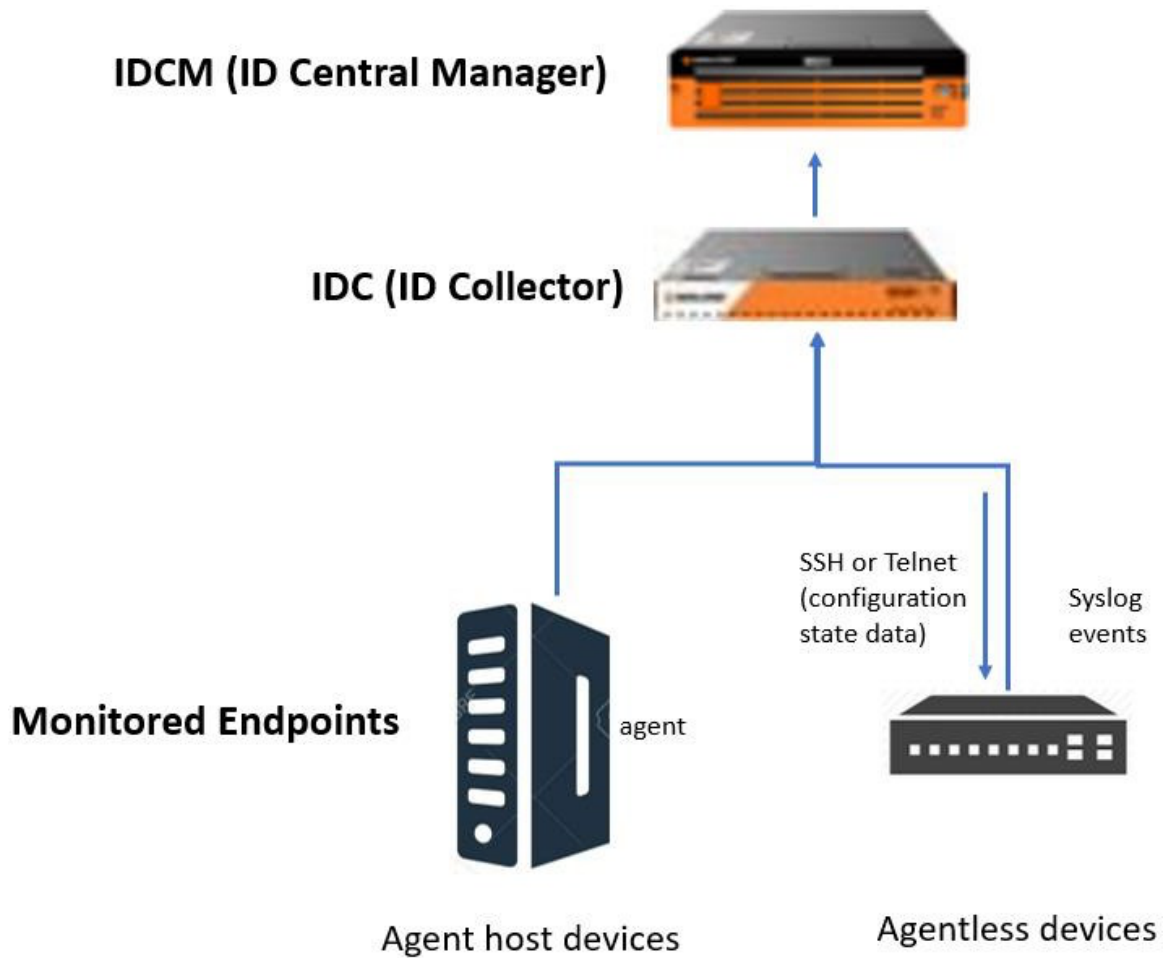 IDCM (ID Central Manager)
IDC (ID Collector)
SSH or Telnet
(configuration
state data)
Syslog
events
Monitored Endpoints
agent
Agent host devices
Agentless devices